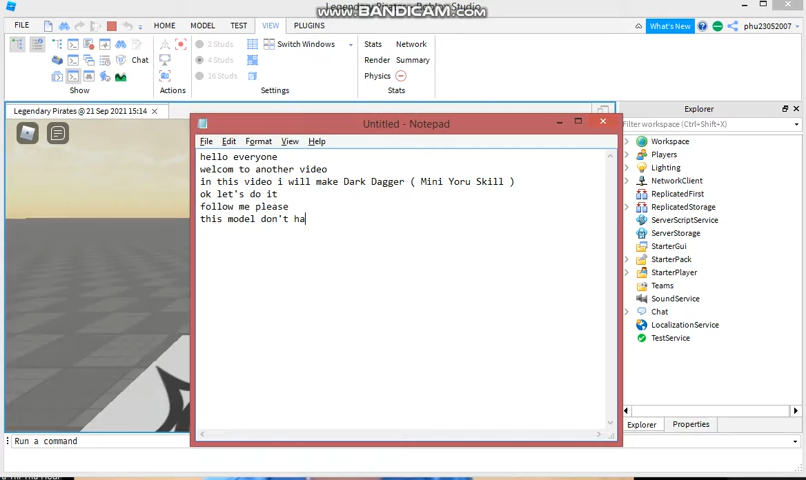 www.BANDICAM.com
FILE HOME MODEL TEST VIEW PLUGINS What's New phu23052007
Show Chat
Actions
2 Studs
4 Studs
16 Studs
Switch Windows
Settings
Stats Network
Render Summary
Physics
Stats
Legendary Pirates @ 21 Sep 2021 15:14
Untitled - Notepad
File Edit Format View Help
hello everyone
welcom to another video
in this video i will make Dark Dagger ( Mini Yoru Skill )
ok let's do it
follow me please
this model don't ha
Explorer
Filter workspace (Ctrl+Shift+X)
Workspace
Players
Lighting
NetworkClient
ReplicatedFirst
ReplicatedStorage
ServerScriptService
ServerStorage
StarterGui
StarterPack
StarterPlayer
Teams
SoundService
Chat
LocalizationService
TestService
Explorer Properties
Run a command